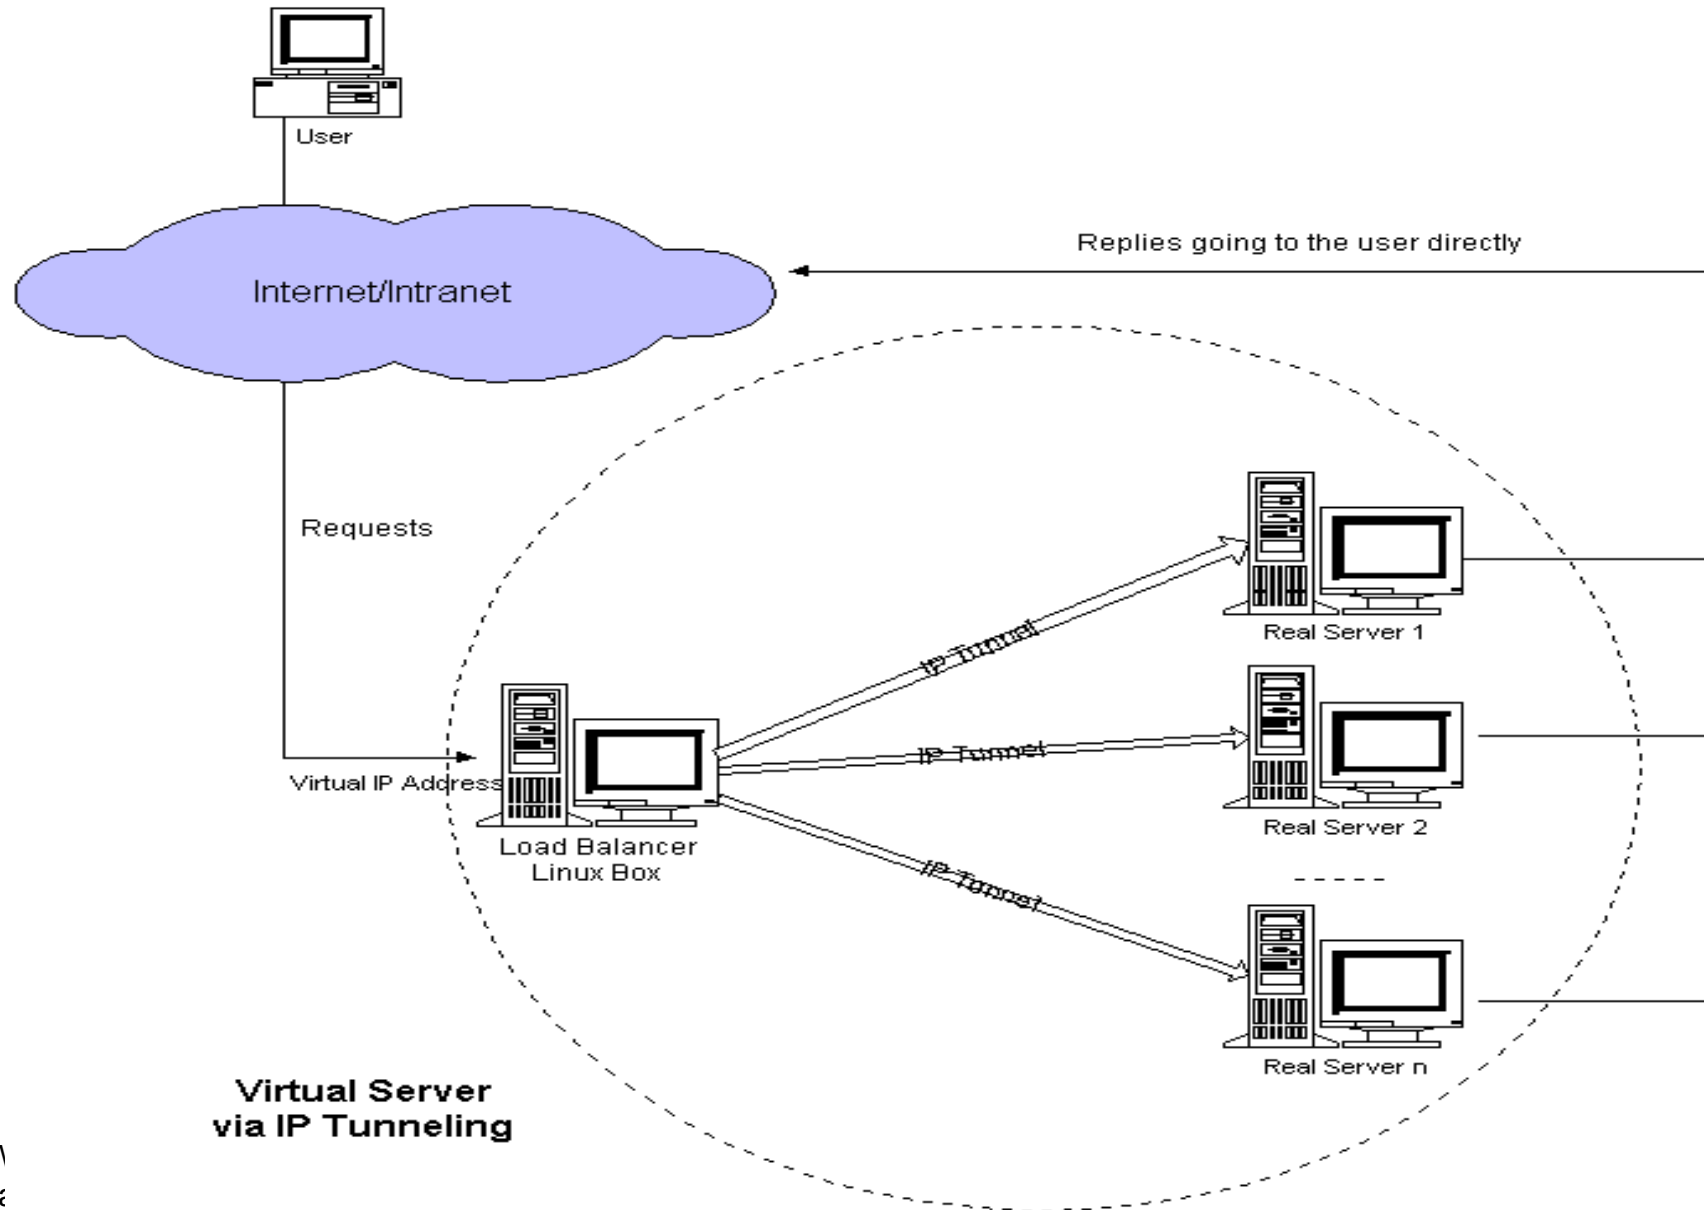 User
Internet/Intranet
Replies going to the user directly
Requests
Virtual IP Address
Load Balancer
Linux Box
IP Tunnel
IP Tunnel
IP Tunnel
Real Server 1
Real Server 2
Real Server n
Virtual Server
via IP Tunneling